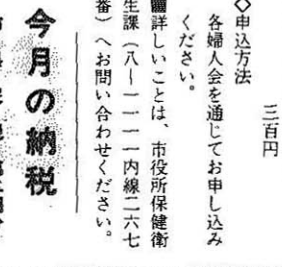 三百円
◇申込方法
各婦人会を通じてお申し込み
ください。
■詳しいことは、市役所保健衛
生課(八一一一一内線二六七
番)へお問い合わせください。
今月の納税